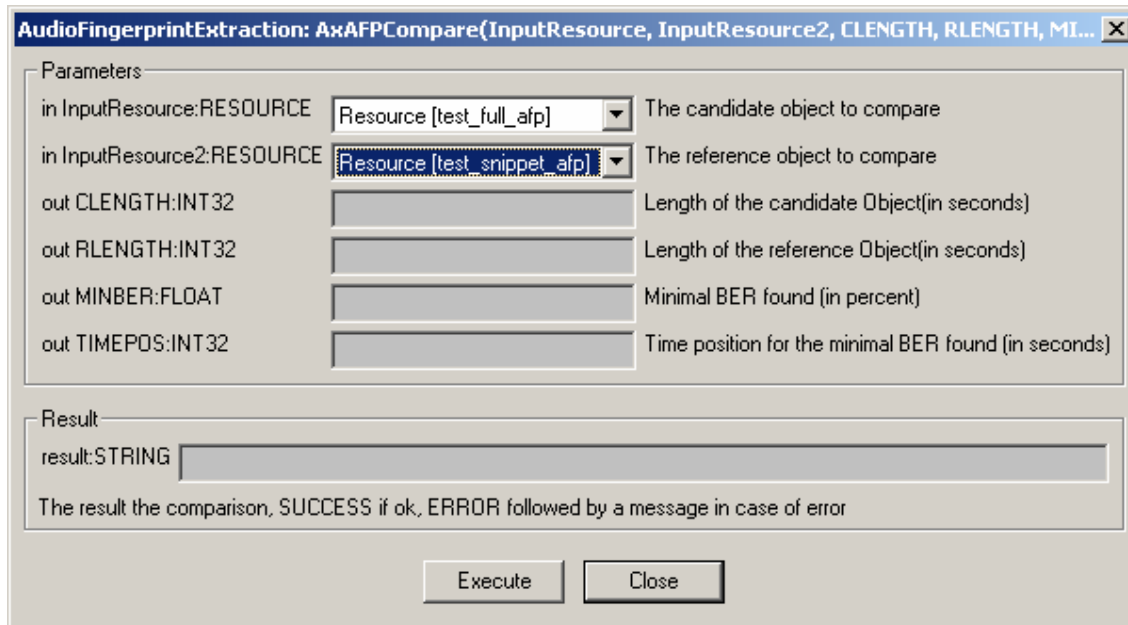 AudioFingerprintExtraction: AxAFPCompare(InputResource, InputResource2, CLENGTH, RLENGTH, MI...
Parameters
in InputResource:RESOURCE Resource [test_full_afp] The candidate object to compare
in InputResource2:RESOURCE Resource [test_snippet_afp] The reference object to compare
out CLENGTH:INT32 Length of the candidate Object(in seconds)
out RLENGTH:INT32 Length of the reference Object(in seconds)
out MINBER:FLOAT Minimal BER found (in percent)
out TIMEPOS:INT32 Time position for the minimal BER found (in seconds)
Result
result:STRING
The result the comparison, SUCCESS if ok, ERROR followed by a message in case of error
Execute Close